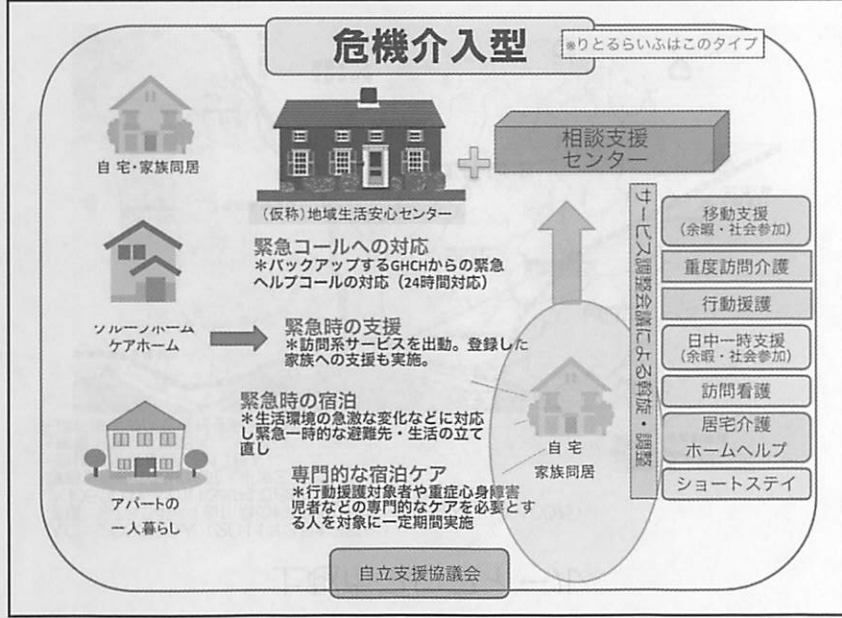 危機介入型
※りとるらいふはこのタイプ
自 宅・家族同居
相談支援
センター
(仮称)地域生活安心センター
緊急コールへの対応
＊バックアップするGHCHからの緊急
ヘルプコールの対応（24時間対応）
グループホーム
ケアホーム
緊急時の支援
＊訪問系サービスを出動。登録した
家族への支援も実施。
緊急時の宿泊
＊生活環境の急激な変化などに対応
し緊急一時的な避難先・生活の立て
直し
専門的な宿泊ケア
＊行動援護対象者や重症心身障害
児者などの専門的なケアを必要とす
る人を対象に一定期間実施
アパートの
一人暮らし
自 宅
家族同居
サービス調整会議による斡旋・調整
移動支援
(余暇・社会参加)
重度訪問介護
行動援護
日中一時支援
(余暇・社会参加)
訪問看護
居宅介護
ホームヘルプ
ショートステイ
自立支援協議会